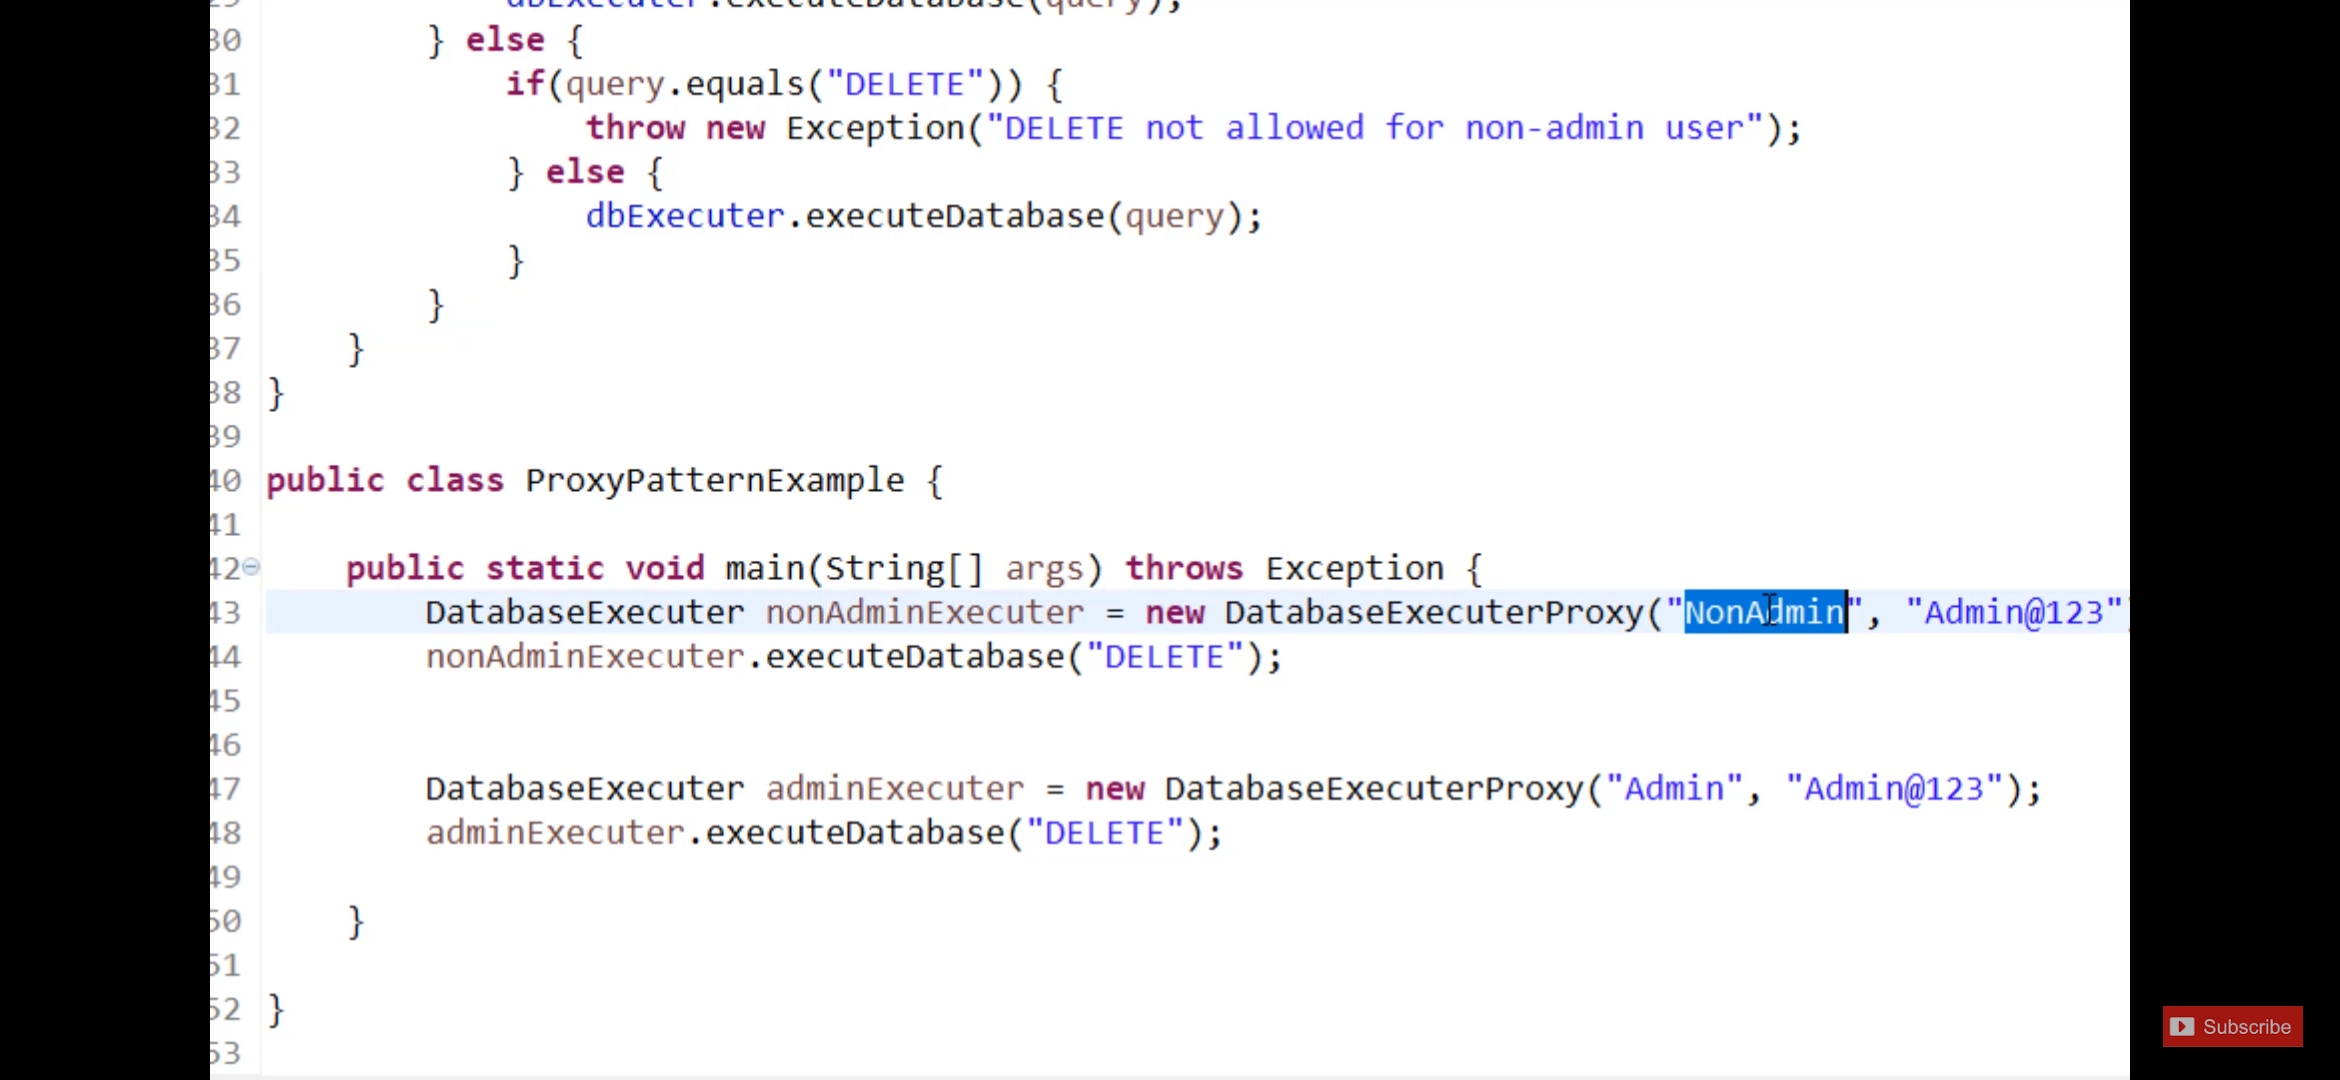 dbExecuter.executeDatabase(query);
30 } else {
31 if(query.equals("DELETE")) {
32 throw new Exception("DELETE not allowed for non-admin user");
33 } else {
34 dbExecuter.executeDatabase(query);
35 }
36 }
37 }
38 }
39
40 public class ProxyPatternExample {
41
42 public static void main(String[] args) throws Exception {
43 DatabaseExecuter nonAdminExecuter = new DatabaseExecuterProxy("NonAdmin", "Admin@123"
44 nonAdminExecuter.executeDatabase("DELETE");
45
46
47 DatabaseExecuter adminExecuter = new DatabaseExecuterProxy("Admin", "Admin@123");
48 adminExecuter.executeDatabase("DELETE");
49
50 }
51
52 }
53
Subscribe